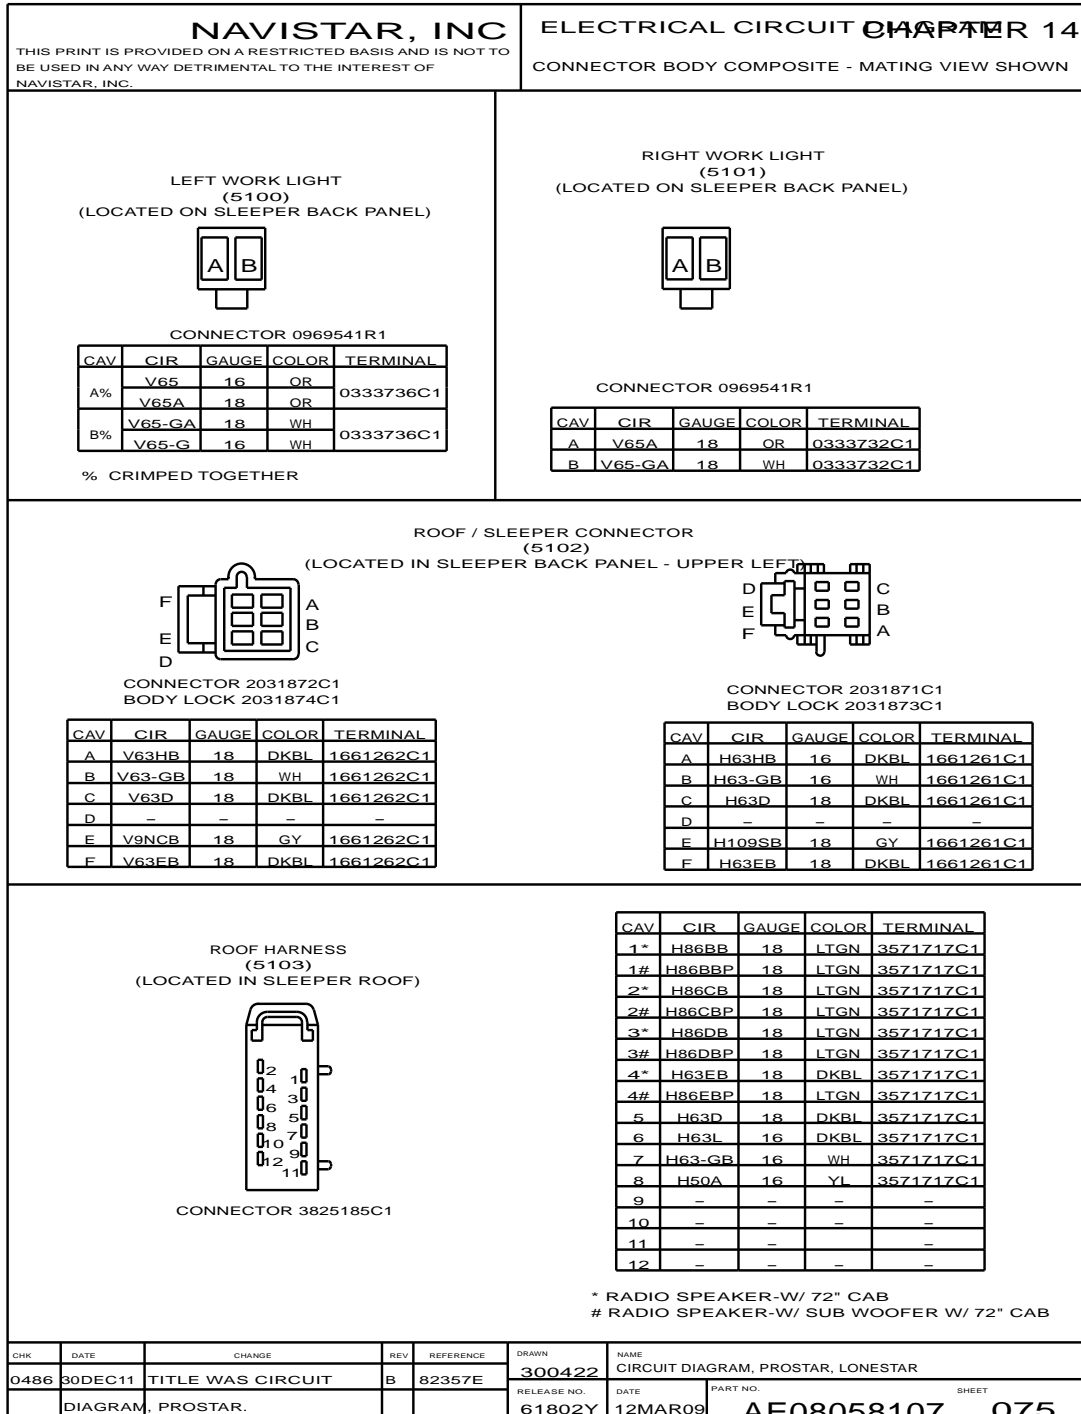 NAVISTAR, INC
THIS PRINT IS PROVIDED ON A RESTRICTED BASIS AND IS NOT TO
BE USED IN ANY WAY DETRIMENTAL TO THE INTEREST OF
NAVISTAR, INC.
ELECTRICAL CIRCUIT DIAGRAM
CHAPTER 14
CONNECTOR BODY COMPOSITE - MATING VIEW SHOWN
LEFT WORK LIGHT
(5100)
(LOCATED ON SLEEPER BACK PANEL)
A B
CONNECTOR 0969541R1
CAV CIR GAUGE COLOR TERMINAL
A% V65 16 OR 0333736C1
V65A 18 OR
B% V65-GA 18 WH 0333736C1
V65-G 16 WH
% CRIMPED TOGETHER
RIGHT WORK LIGHT
(5101)
(LOCATED ON SLEEPER BACK PANEL)
A B
CONNECTOR 0969541R1
CAV CIR GAUGE COLOR TERMINAL
A V65A 18 OR 0333732C1
B V65-GA 18 WH 0333732C1
ROOF / SLEEPER CONNECTOR
(5102)
(LOCATED IN SLEEPER BACK PANEL - UPPER LEFT)
F A
B
E C
D
CONNECTOR 2031872C1
BODY LOCK 2031874C1
CAV CIR GAUGE COLOR TERMINAL
A V63HB 18 DKBL 1661262C1
B V63-GB 18 WH 1661262C1
C V63D 18 DKBL 1661262C1
D – – – –
E V9NCB 18 GY 1661262C1
F V63EB 18 DKBL 1661262C1
D C
E B
F A
CONNECTOR 2031871C1
BODY LOCK 2031873C1
CAV CIR GAUGE COLOR TERMINAL
A H63HB 16 DKBL 1661261C1
B H63-GB 16 WH 1661261C1
C H63D 18 DKBL 1661261C1
D – – – –
E H109SB 18 GY 1661261C1
F H63EB 18 DKBL 1661261C1
ROOF HARNESS
(5103)
(LOCATED IN SLEEPER ROOF)
2 1
4 3
6 5
8 7
10 9
12 11
CONNECTOR 3825185C1
CAV CIR GAUGE COLOR TERMINAL
1* H86BB 18 LTGN 3571717C1
1# H86BBP 18 LTGN 3571717C1
2* H86CB 18 LTGN 3571717C1
2# H86CBP 18 LTGN 3571717C1
3* H86DB 18 LTGN 3571717C1
3# H86DBP 18 LTGN 3571717C1
4* H63EB 18 DKBL 3571717C1
4# H86EBP 18 LTGN 3571717C1
5 H63D 18 DKBL 3571717C1
6 H63L 16 DKBL 3571717C1
7 H63-GB 16 WH 3571717C1
8 H50A 16 YL 3571717C1
9 – – – –
10 – – – –
11 – – –
12 – – – –
* RADIO SPEAKER-W/ 72" CAB
# RADIO SPEAKER-W/ SUB WOOFER W/ 72" CAB
CHK DATE CHANGE REV REFERENCE
0486 30DEC11 TITLE WAS CIRCUIT B 82357E
DIAGRAM, PROSTAR.
DRAWN
300422
NAME
CIRCUIT DIAGRAM, PROSTAR, LONESTAR
RELEASE NO.
61802Y
DATE
12MAR09
PART NO.
AE08058107
SHEET
075